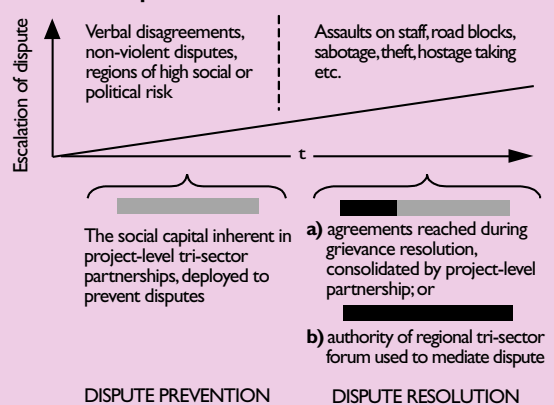 Escalation of dispute
Verbal disagreements,
non-violent disputes,
regions of high social or
political risk
Assaults on staff, road blocks,
sabotage, theft, hostage taking
etc.
t
The social capital inherent in
project-level tri-sector
partnerships, deployed to
prevent disputes
a) agreements reached during
grievance resolution,
consolidated by project-level
partnership; or
b) authority of regional tri-sector
forum used to mediate dispute
DISPUTE PREVENTION
DISPUTE RESOLUTION